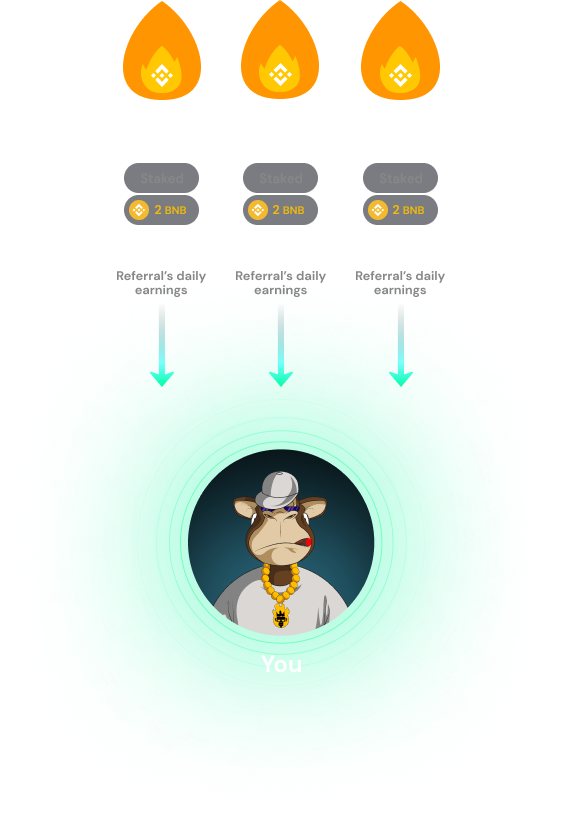 Staked Staked Staked
2 BNB 2 BNB 2 BNB
Referral's daily Referral's daily Referral's daily
earnings earnings earnings
You